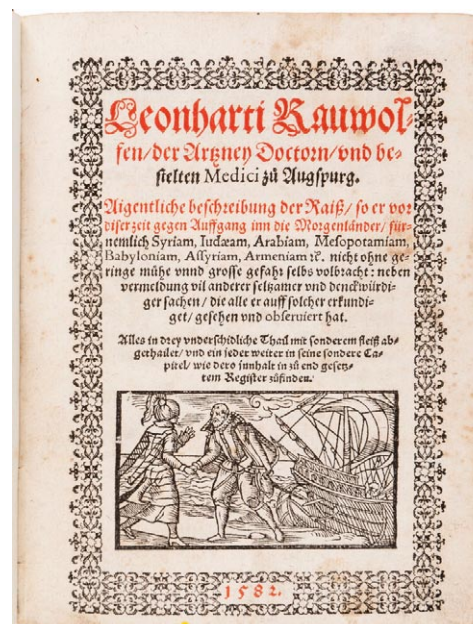 Leonharti Rauwol-
fen/der Artzney Doctorn/vnd be-
stelten Medici zů Augspurg.
Aigentliche beschreibung der Raiß/ so er vor
diser zeit gegen Auffgang inn die Morgenländer/ für-
nemlich Syriam, Iudæam, Arabiam, Mesopotamiam,
Babyloniam, Assyriam, Armeniam ꝛc. nicht ohne ge-
ringe mühe vnnd grosse gefahr selbs volbracht: neben
vermeldung vil anderer seltzamer vnd denckwürdi-
ger sachen/ die alle er auff solcher erkundi-
get/ gesehen vnd obseruiert hat.
Alles in drey vnderschidliche Thail mit sonderem fleiß ab-
gethailet/ vnd ein jeder weiter in seine sondere Ca-
pitel/ wie dero innhalt in zů end gesetz-
tem Register zůfinden.
1582.